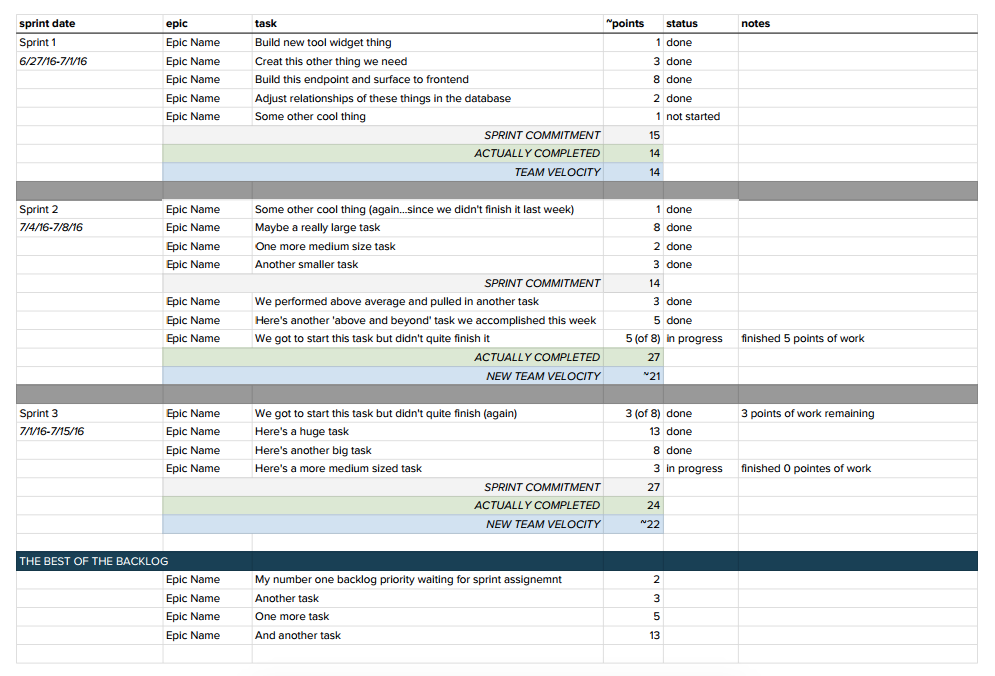 sprint date epic task ~points status notes
Sprint 1 Epic Name Build new tool widget thing 1 done
6/27/16-7/1/16 Epic Name Creat this other thing we need 3 done
Epic Name Build this endpoint and surface to frontend 8 done
Epic Name Adjust relationships of these things in the database 2 done
Epic Name Some other cool thing 1 not started
SPRINT COMMITMENT 15
ACTUALLY COMPLETED 14
TEAM VELOCITY 14
Sprint 2 Epic Name Some other cool thing (again...since we didn't finish it last week) 1 done
7/4/16-7/8/16 Epic Name Maybe a really large task 8 done
Epic Name One more medium size task 2 done
Epic Name Another smaller task 3 done
SPRINT COMMITMENT 14
Epic Name We performed above average and pulled in another task 3 done
Epic Name Here's another 'above and beyond' task we accomplished this week 5 done
Epic Name We got to start this task but didn't quite finish it 5 (of 8) in progress finished 5 points of work
ACTUALLY COMPLETED 27
NEW TEAM VELOCITY ~21
Sprint 3 Epic Name We got to start this task but didn't quite finish (again) 3 (of 8) done 3 points of work remaining
7/1/16-7/15/16 Epic Name Here's a huge task 13 done
Epic Name Here's another big task 8 done
Epic Name Here's a more medium sized task 3 in progress finished 0 pointes of work
SPRINT COMMITMENT 27
ACTUALLY COMPLETED 24
NEW TEAM VELOCITY ~22
THE BEST OF THE BACKLOG
Epic Name My number one backlog priority waiting for sprint assignemnt 2
Epic Name Another task 3
Epic Name One more task 5
Epic Name And another task 13